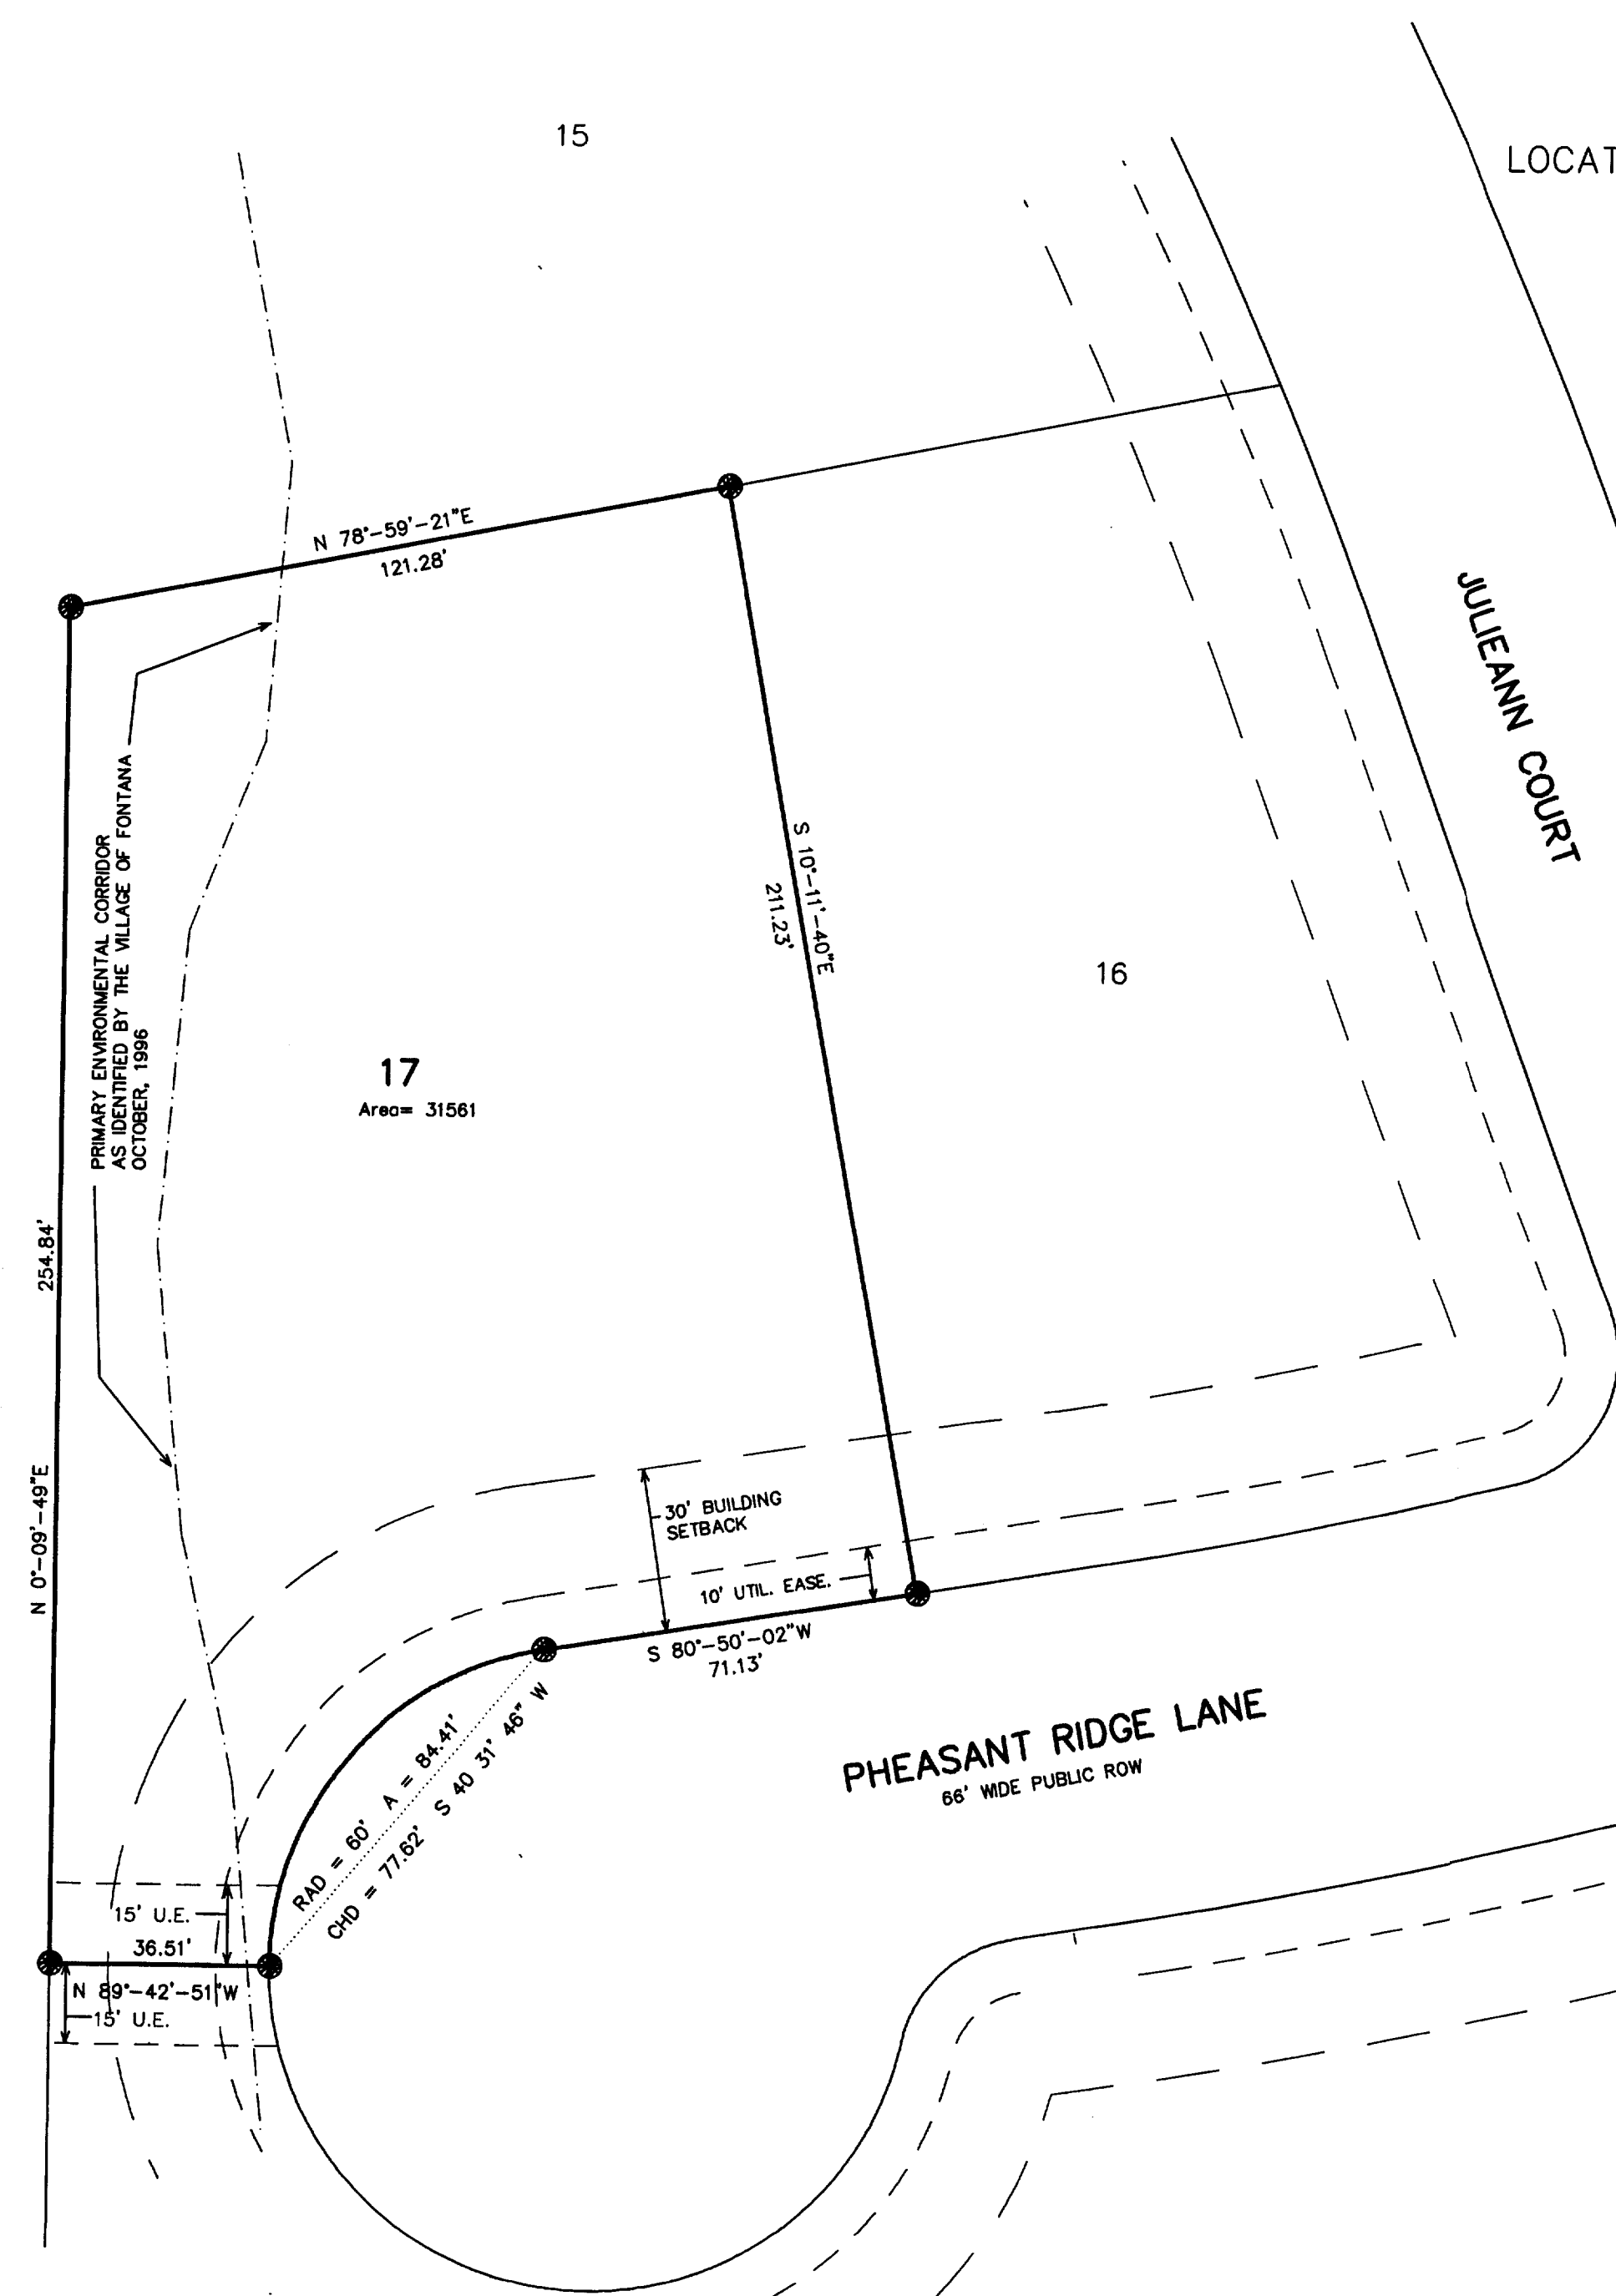 15
LOCAT
N 78°-59'-21"E
121.28'
JULIEANN COURT
PRIMARY ENVIRONMENTAL CORRIDOR
AS IDENTIFIED BY THE VILLAGE OF FONTANA
OCTOBER, 1996
S 10°-11'-40"E
211.23'
16
17
Area= 31561
254.84'
N 0°-09'-49"E
30' BUILDING
SETBACK
10' UTIL. EASE.
S 80°-50'-02"W
71.13'
RAD = 60' A = 84.41'
CHD = 77.62' S 40 31' 46" W
PHEASANT RIDGE LANE
66' WIDE PUBLIC ROW
15' U.E.
36.51'
N 89°-42'-51"W
15' U.E.